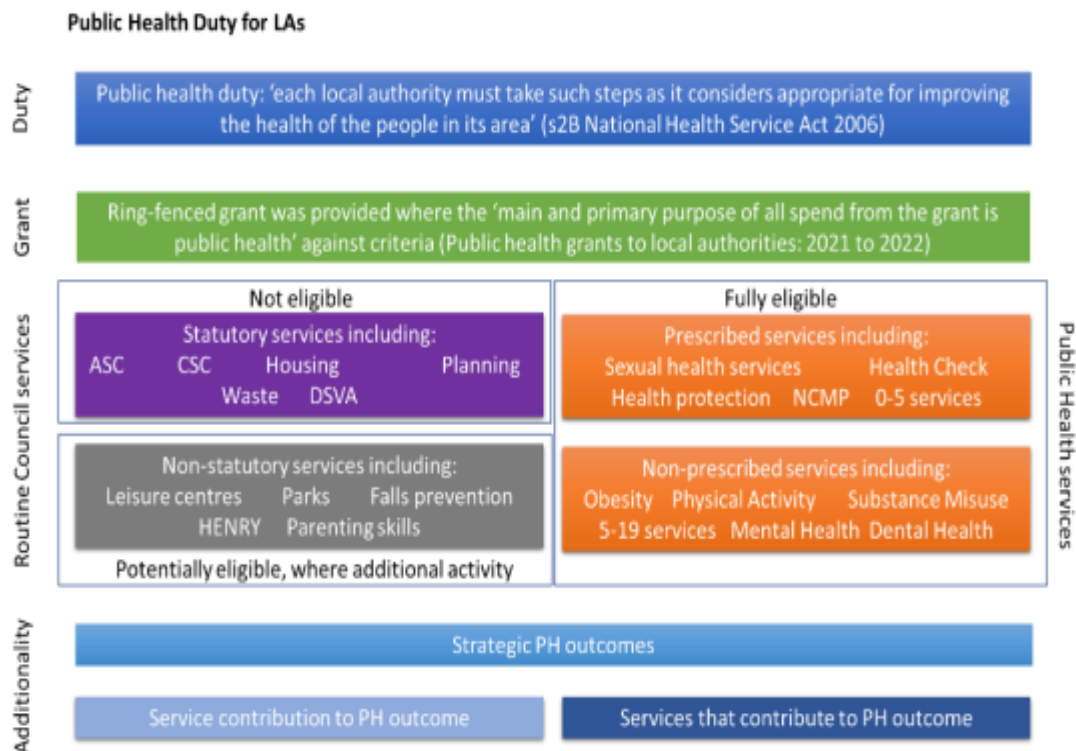 Public Health Duty for LAs
Duty
Public health duty: ‘each local authority must take such steps as it considers appropriate for improving
the health of the people in its area’ (s2B National Health Service Act 2006)
Grant
Ring-fenced grant was provided where the ‘main and primary purpose of all spend from the grant is
public health’ against criteria (Public health grants to local authorities: 2021 to 2022)
Routine Council services
Not eligible
Statutory services including:
ASC CSC Housing Planning
Waste DSVA
Non-statutory services including:
Leisure centres Parks Falls prevention
HENRY Parenting skills
Potentially eligible, where additional activity
Fully eligible
Prescribed services including:
Sexual health services Health Check
Health protection NCMP 0-5 services
Non-prescribed services including:
Obesity Physical Activity Substance Misuse
5-19 services Mental Health Dental Health
Public Health services
Additionality
Strategic PH outcomes
Service contribution to PH outcome
Services that contribute to PH outcome